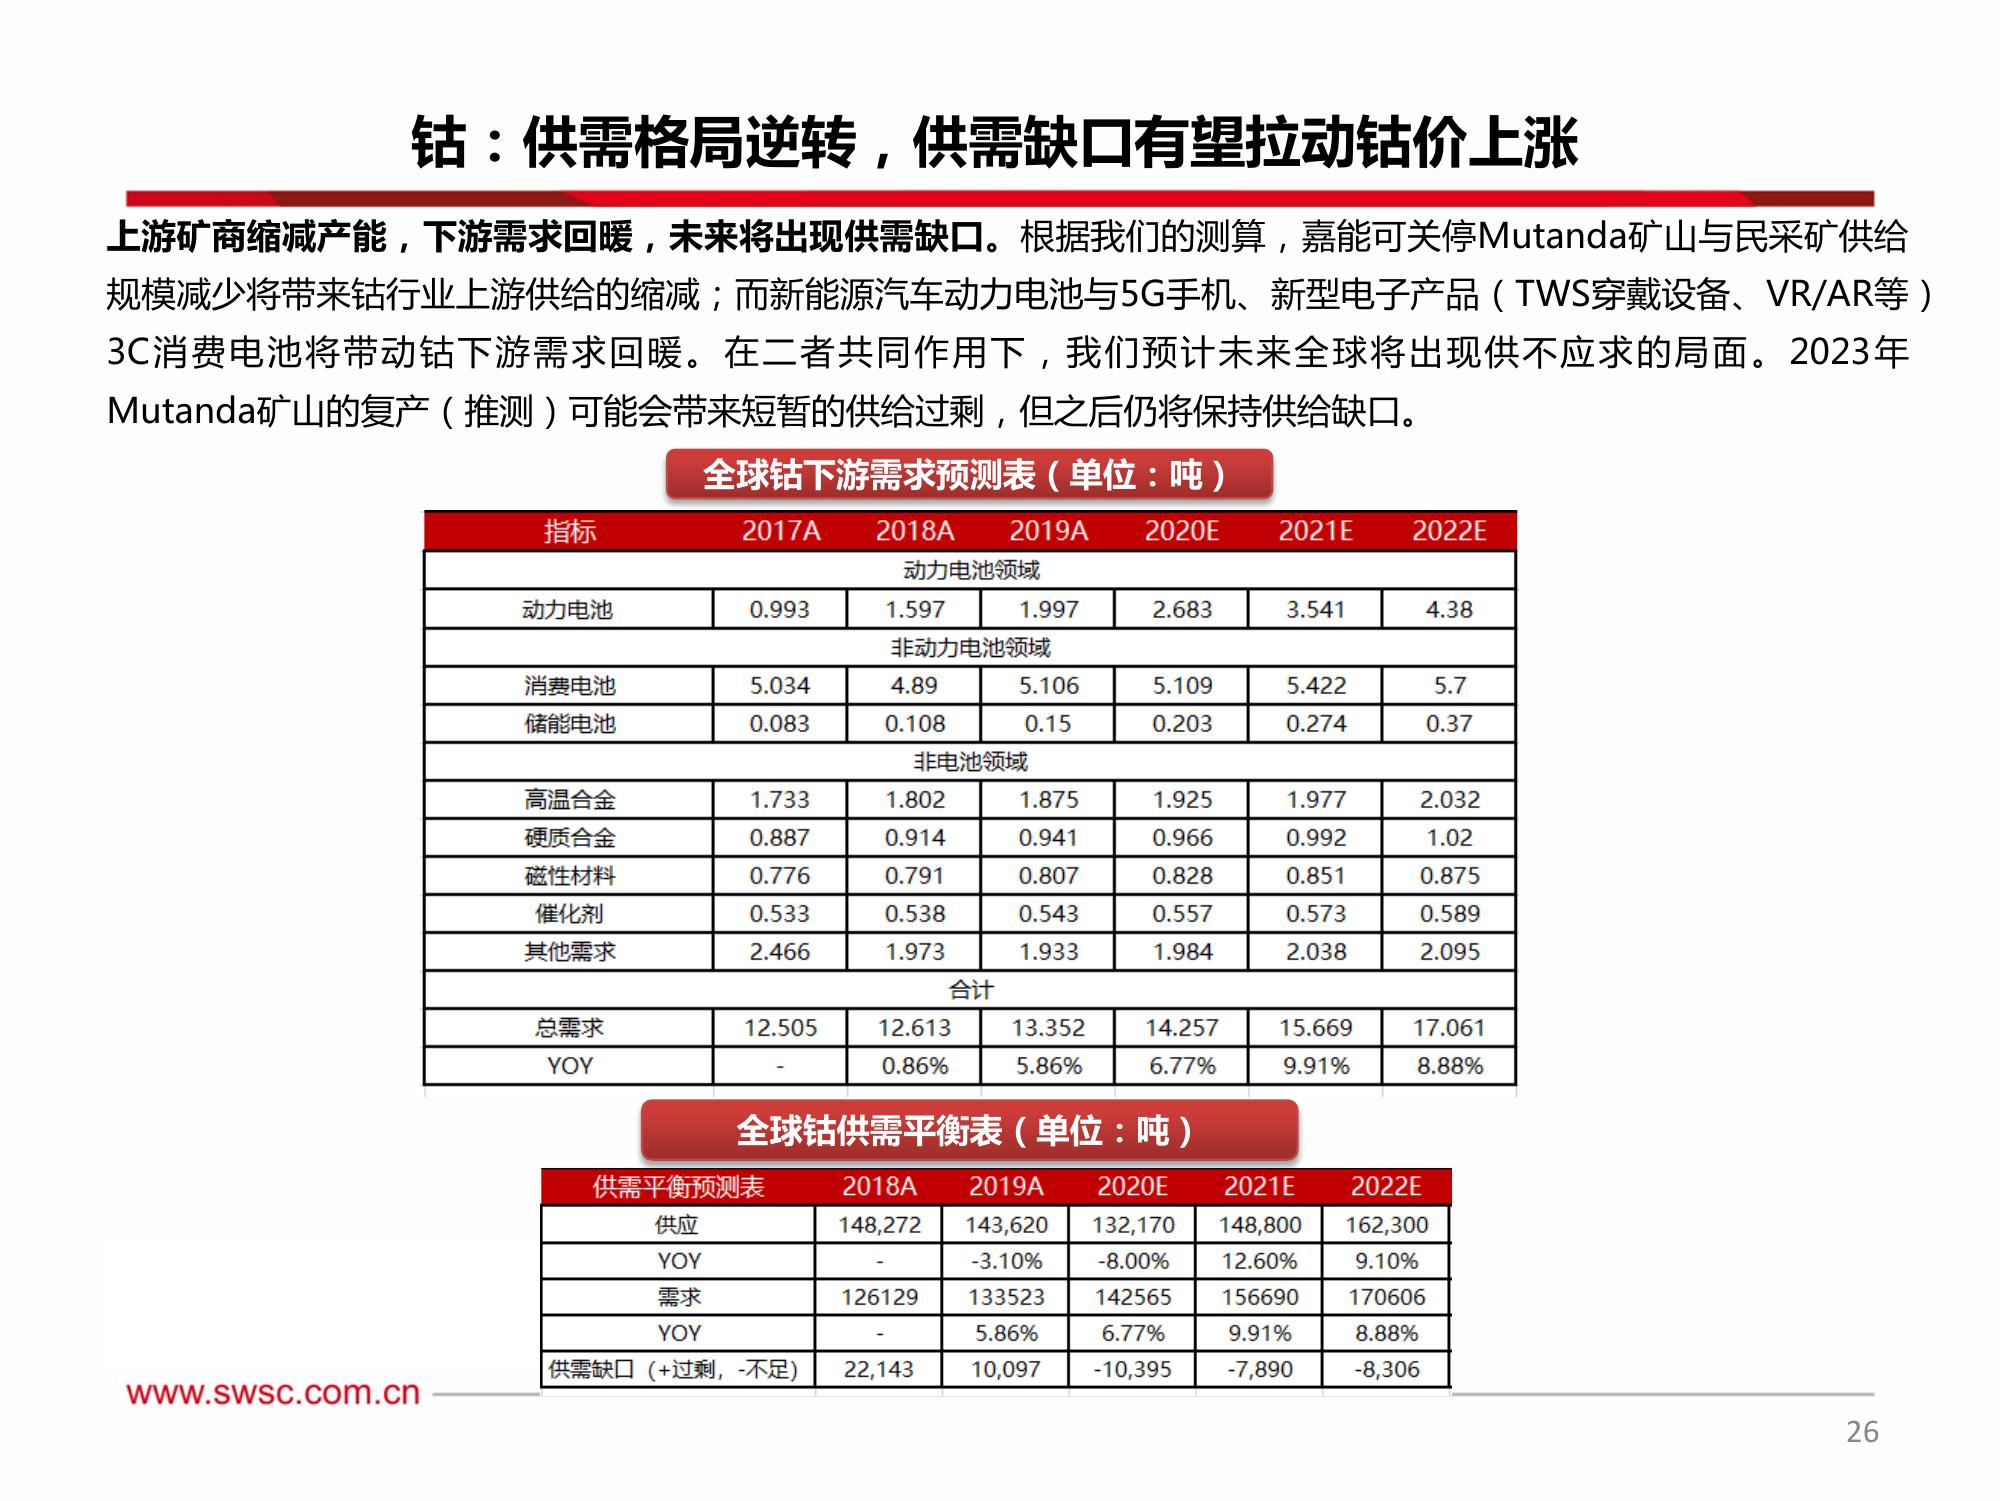 钴：供需格局逆转，供需缺口有望拉动钴价上涨
上游矿商缩减产能，下游需求回暖，未来将出现供需缺口。根据我们的测算，嘉能可关停Mutanda矿山与民采矿供给
规模减少将带来钴行业上游供给的缩减；而新能源汽车动力电池与5G手机、新型电子产品（TWS穿戴设备、VR/AR等）
3C消费电池将带动钴下游需求回暖。在二者共同作用下，我们预计未来全球将出现供不应求的局面。2023年
Mutanda矿山的复产（推测）可能会带来短暂的供给过剩，但之后仍将保持供给缺口。
全球钴下游需求预测表（单位：吨）
指标 2017A 2018A 2019A 2020E 2021E 2022E
动力电池领域
动力电池 0.993 1.597 1.997 2.683 3.541 4.38
非动力电池领域
消费电池 5.034 4.89 5.106 5.109 5.422 5.7
储能电池 0.083 0.108 0.15 0.203 0.274 0.37
非电池领域
高温合金 1.733 1.802 1.875 1.925 1.977 2.032
硬质合金 0.887 0.914 0.941 0.966 0.992 1.02
磁性材料 0.776 0.791 0.807 0.828 0.851 0.875
催化剂 0.533 0.538 0.543 0.557 0.573 0.589
其他需求 2.466 1.973 1.933 1.984 2.038 2.095
合计
总需求 12.505 12.613 13.352 14.257 15.669 17.061
YOY - 0.86% 5.86% 6.77% 9.91% 8.88%
全球钴供需平衡表（单位：吨）
供需平衡预测表 2018A 2019A 2020E 2021E 2022E
供应 148,272 143,620 132,170 148,800 162,300
YOY - -3.10% -8.00% 12.60% 9.10%
需求 126129 133523 142565 156690 170606
YOY - 5.86% 6.77% 9.91% 8.88%
供需缺口（+过剩，-不足） 22,143 10,097 -10,395 -7,890 -8,306
www.swsc.com.cn
26